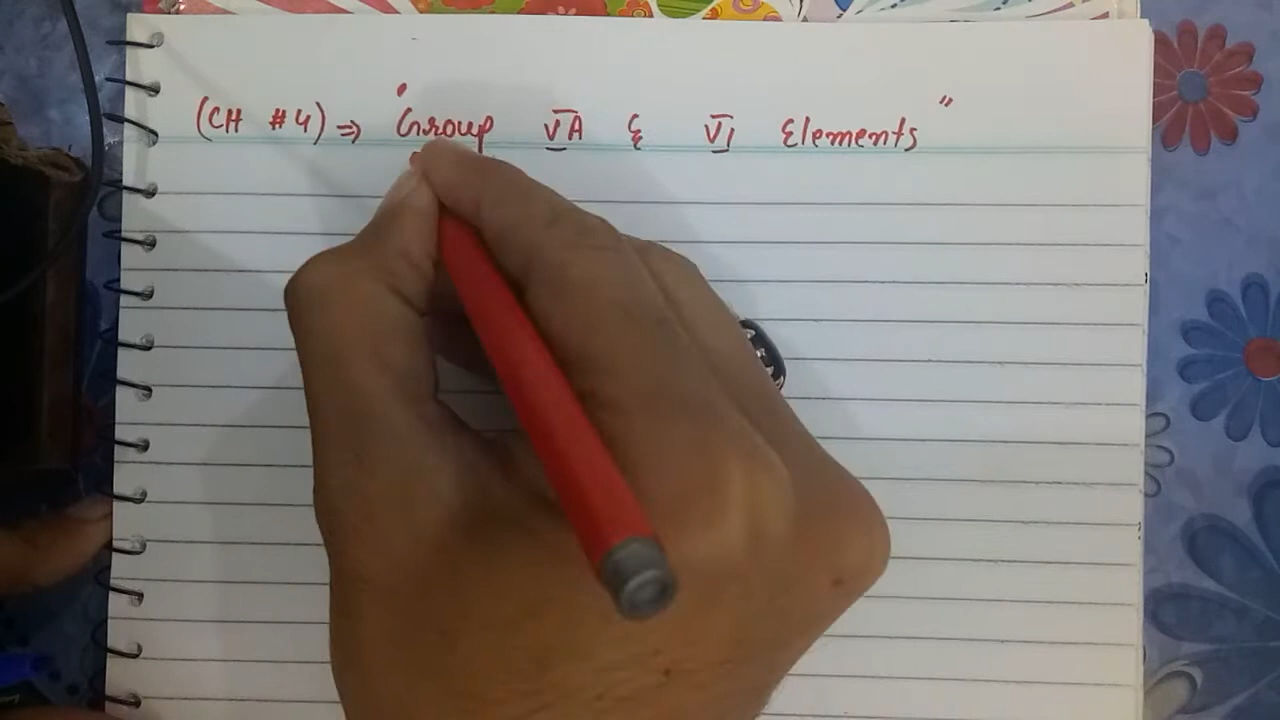 (CH #4) ⇒ "Group VA & VI Elements"